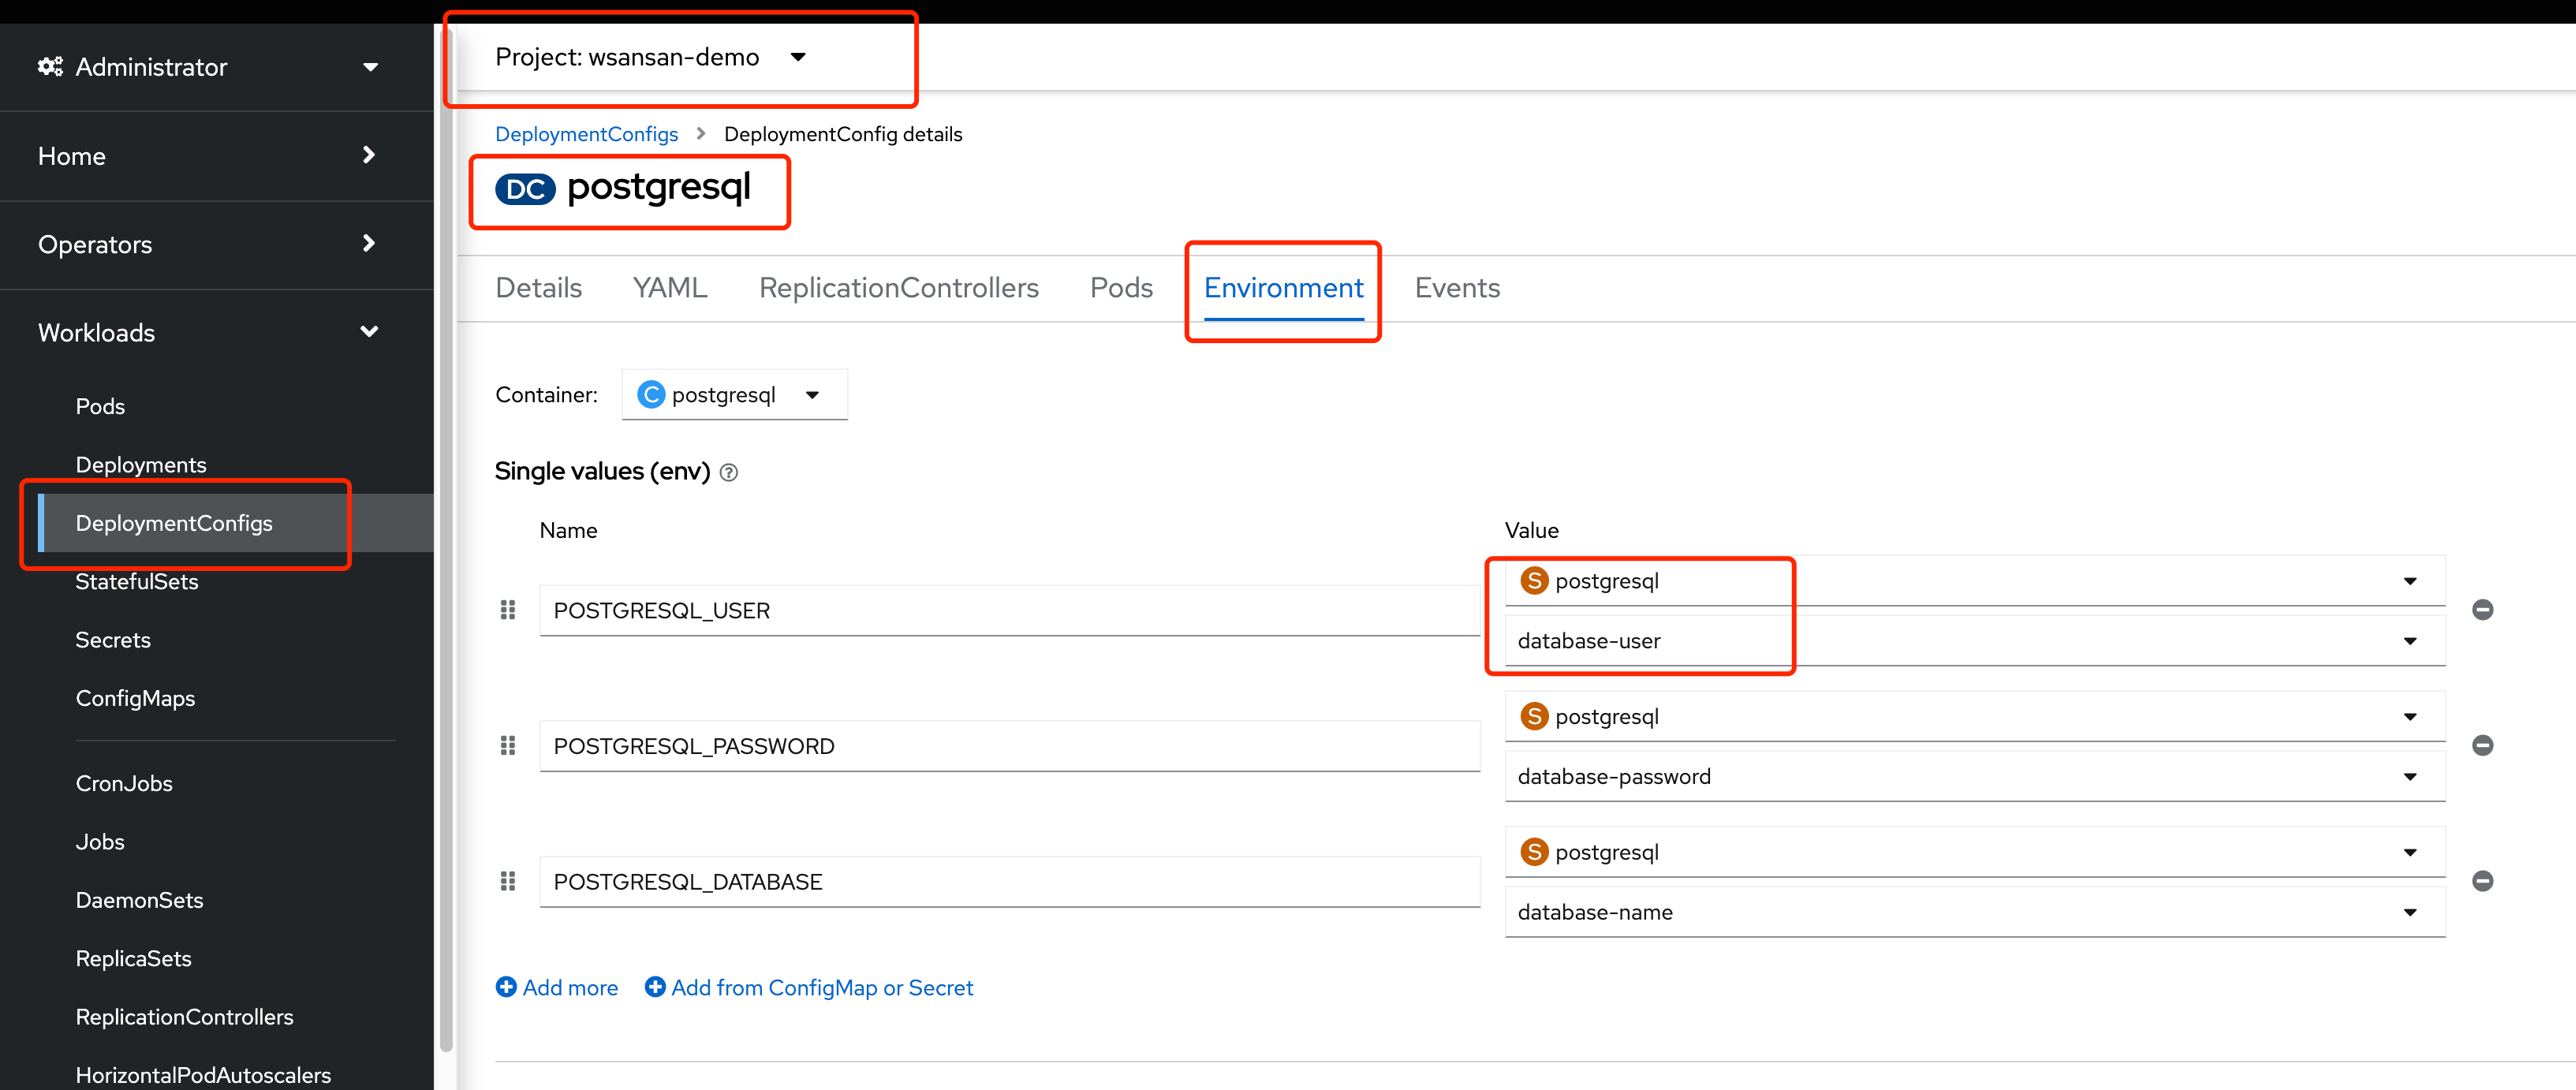 Administrator
Home
Operators
Workloads
Pods
Deployments
DeploymentConfigs
StatefulSets
Secrets
ConfigMaps
CronJobs
Jobs
DaemonSets
ReplicaSets
ReplicationControllers
HorizontalPodAutoscalers
Project: wsansan-demo
DeploymentConfigs > DeploymentConfig details
DC postgresql
Details YAML ReplicationControllers Pods Environment Events
Container: C postgresql
Single values (env) ?
Name Value
POSTGRESQL_USER
S postgresql
database-user
POSTGRESQL_PASSWORD
S postgresql
database-password
POSTGRESQL_DATABASE
S postgresql
database-name
Add more Add from ConfigMap or Secret